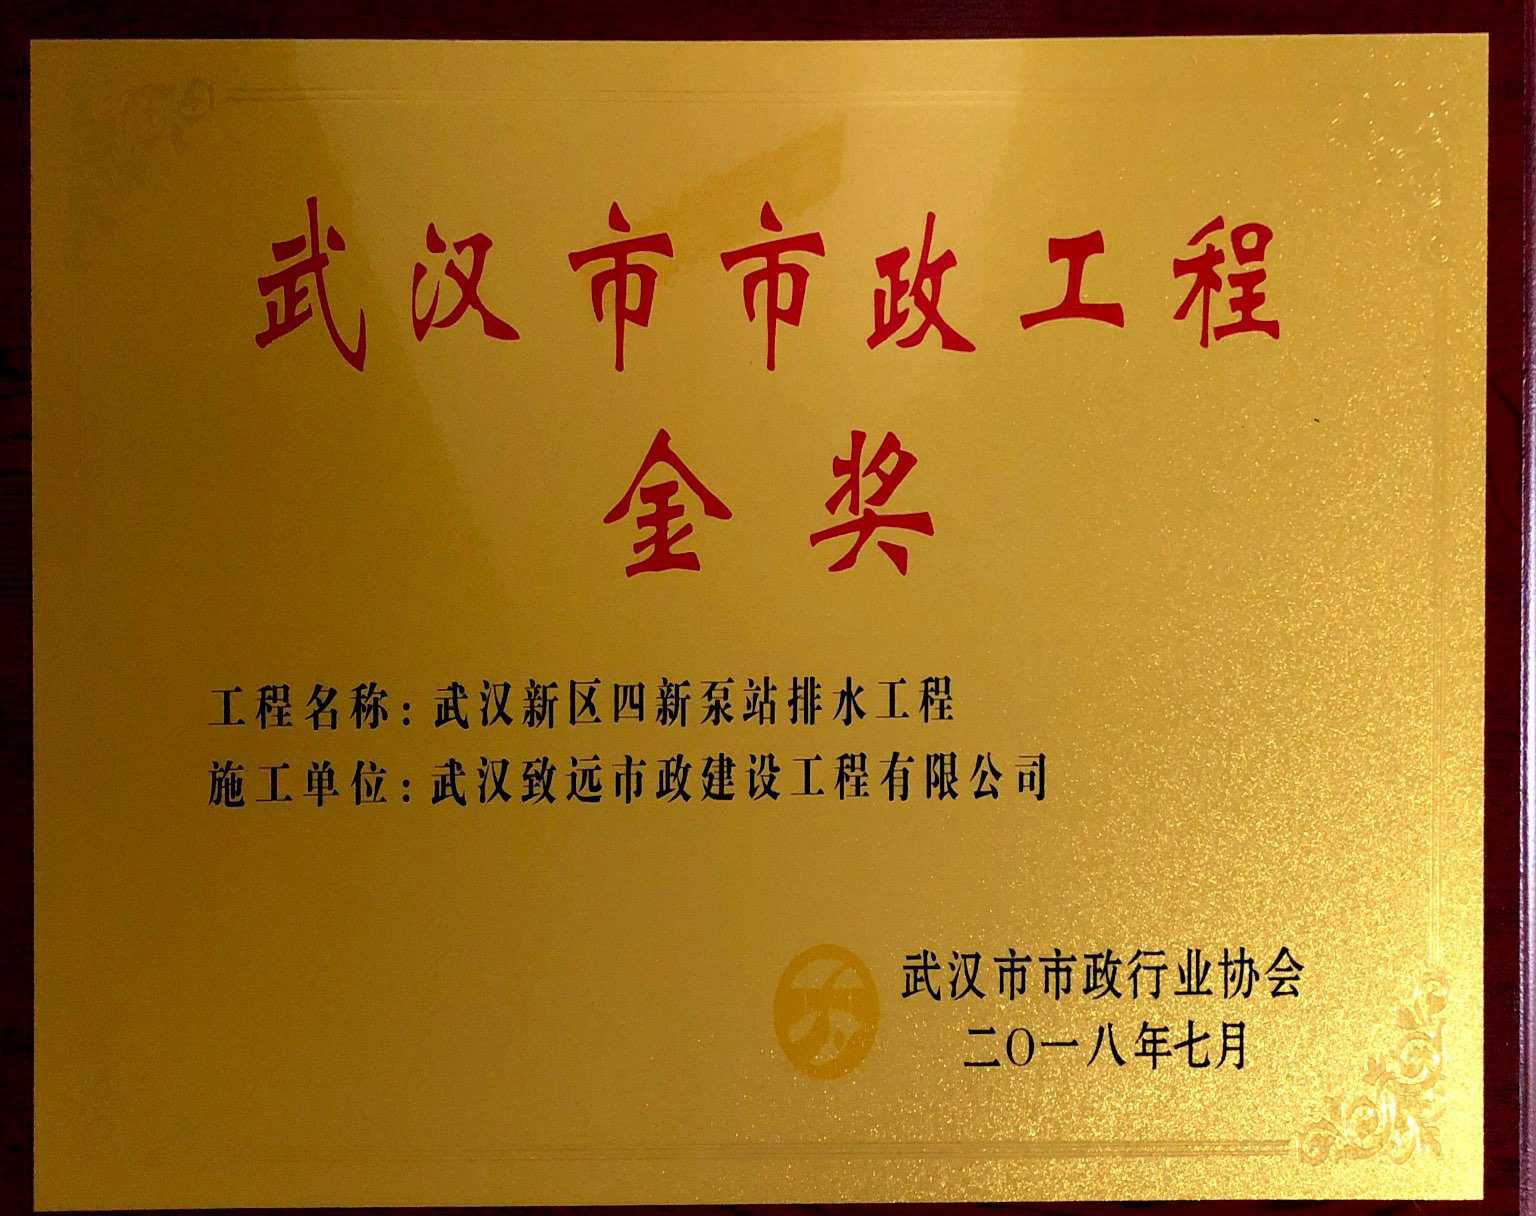 武汉市市政工程
金奖
工程名称：武汉新区四新泵站排水工程
施工单位：武汉致远市政建设工程有限公司
武汉市市政行业协会
二〇一八年七月